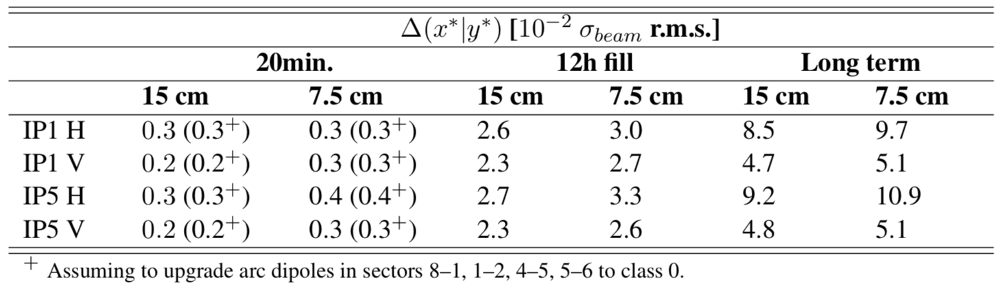 Δ(x*|y*) [10⁻² σ_beam r.m.s.]
20min. 12h fill Long term
15 cm 7.5 cm 15 cm 7.5 cm 15 cm 7.5 cm
IP1 H 0.3 (0.3⁺) 0.3 (0.3⁺) 2.6 3.0 8.5 9.7
IP1 V 0.2 (0.2⁺) 0.3 (0.3⁺) 2.3 2.7 4.7 5.1
IP5 H 0.3 (0.3⁺) 0.4 (0.4⁺) 2.7 3.3 9.2 10.9
IP5 V 0.2 (0.2⁺) 0.3 (0.3⁺) 2.3 2.6 4.8 5.1
⁺ Assuming to upgrade arc dipoles in sectors 8–1, 1–2, 4–5, 5–6 to class 0.